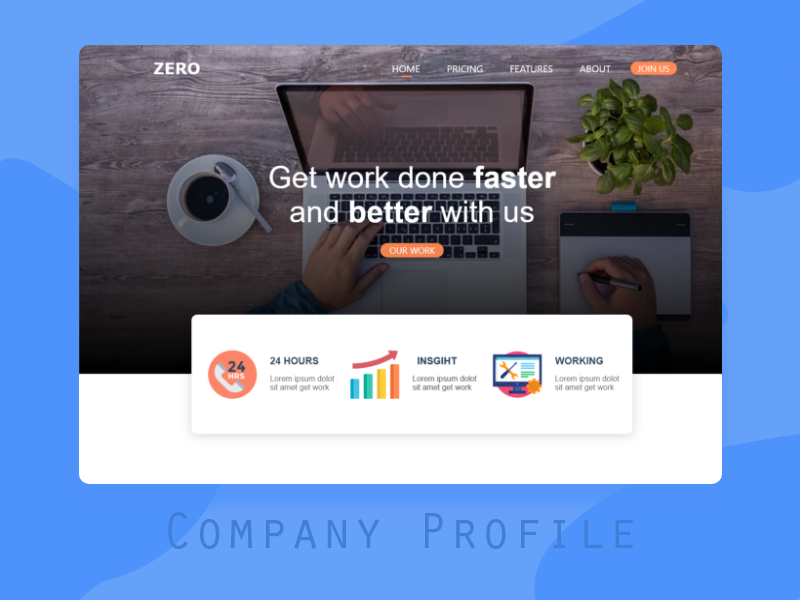 ZERO
HOME PRICING FEATURES ABOUT JOIN US
Get work done faster
and better with us
OUR WORK
24 HRS
24 HOURS
Lorem ipsum dolot
sit amet get work
INSGIHT
Lorem ipsum dolot
sit amet get work
WORKING
Lorem ipsum dolot
sit amet get work
Company Profile